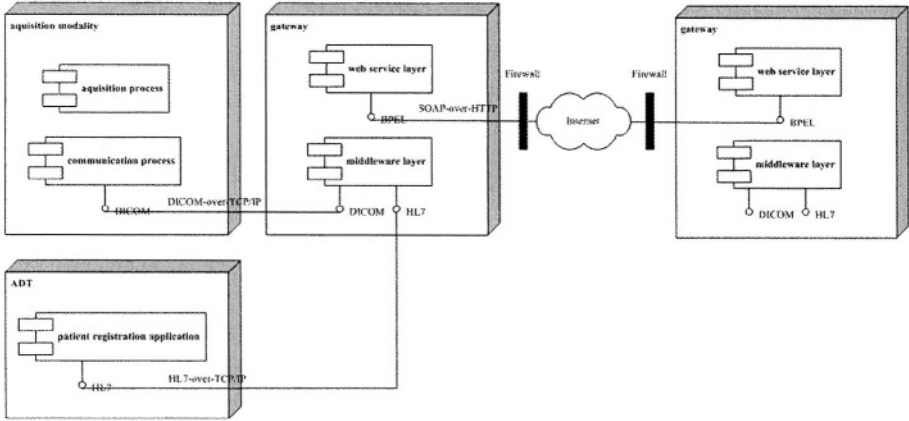 aquisition modality
aquisition process
communication process
DICOM
DICOM-over-TCP/IP
gateway
web service layer
BPEL
SOAP-over-HTTP
middleware layer
DICOM
HL7
Firewall
Internet
Firewall
gateway
web service layer
BPEL
middleware layer
DICOM
HL7
ADT
patient registration application
HL7
HL7-over-TCP/IP